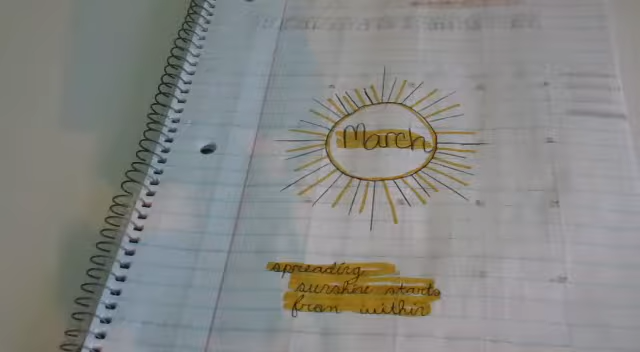 March
spreading
sunshine starts
from within